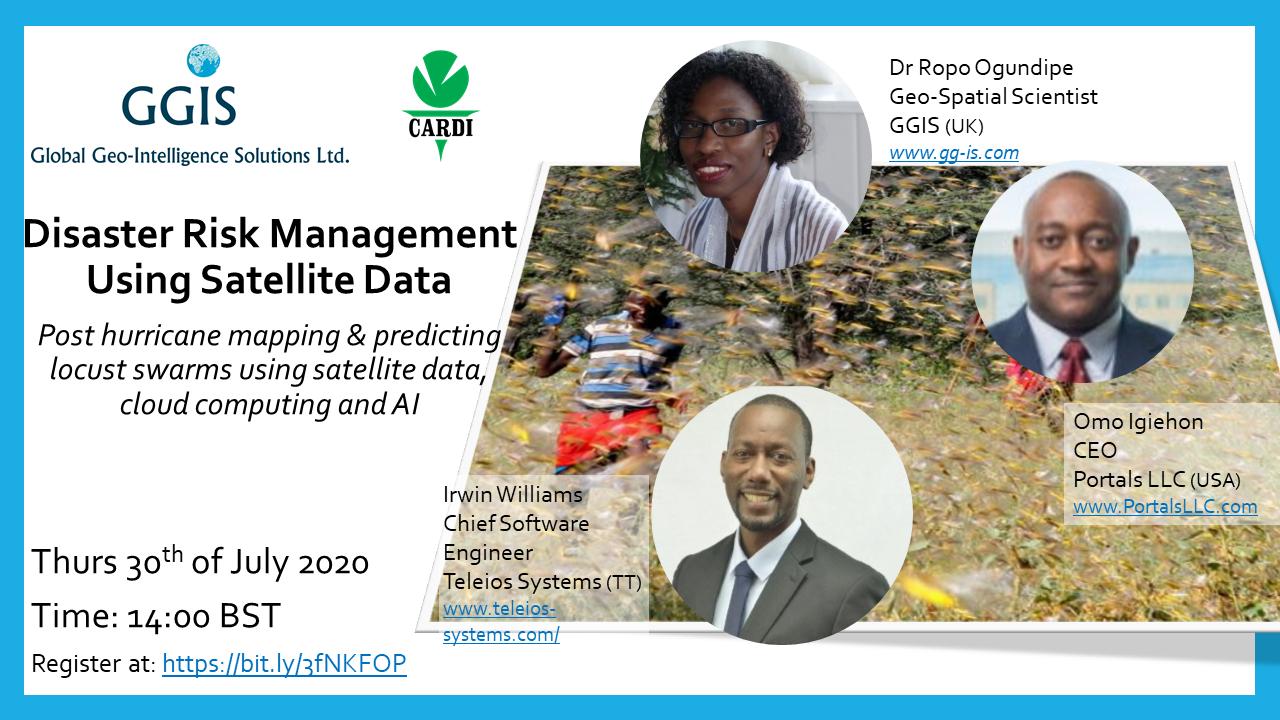 GGIS
Global Geo-Intelligence Solutions Ltd.
CARDI
Disaster Risk Management
Using Satellite Data
Post hurricane mapping & predicting
locust swarms using satellite data,
cloud computing and AI
Thurs 30th of July 2020
Time: 14:00 BST
Register at: https://bit.ly/3fNKFOP
Dr Ropo Ogundipe
Geo-Spatial Scientist
GGIS (UK)
www.gg-is.com
Omo Igiehon
CEO
Portals LLC (USA)
www.PortalsLLC.com
Irwin Williams
Chief Software
Engineer
Teleios Systems (TT)
www.teleios-
systems.com/